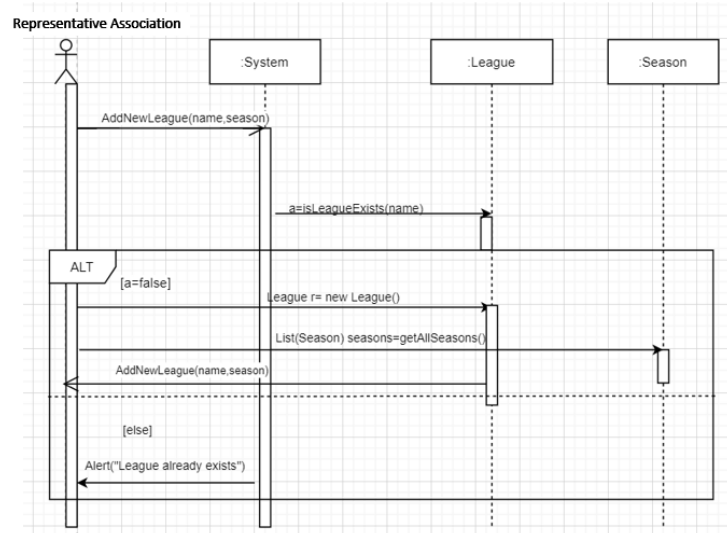 Representative Association
:System
:League
:Season
AddNewLeague(name,season)
a=isLeagueExists(name)
ALT
[a=false]
League r= new League()
List(Season) seasons=getAllSeasons()
AddNewLeague(name,season)
[else]
Alert("League already exists")